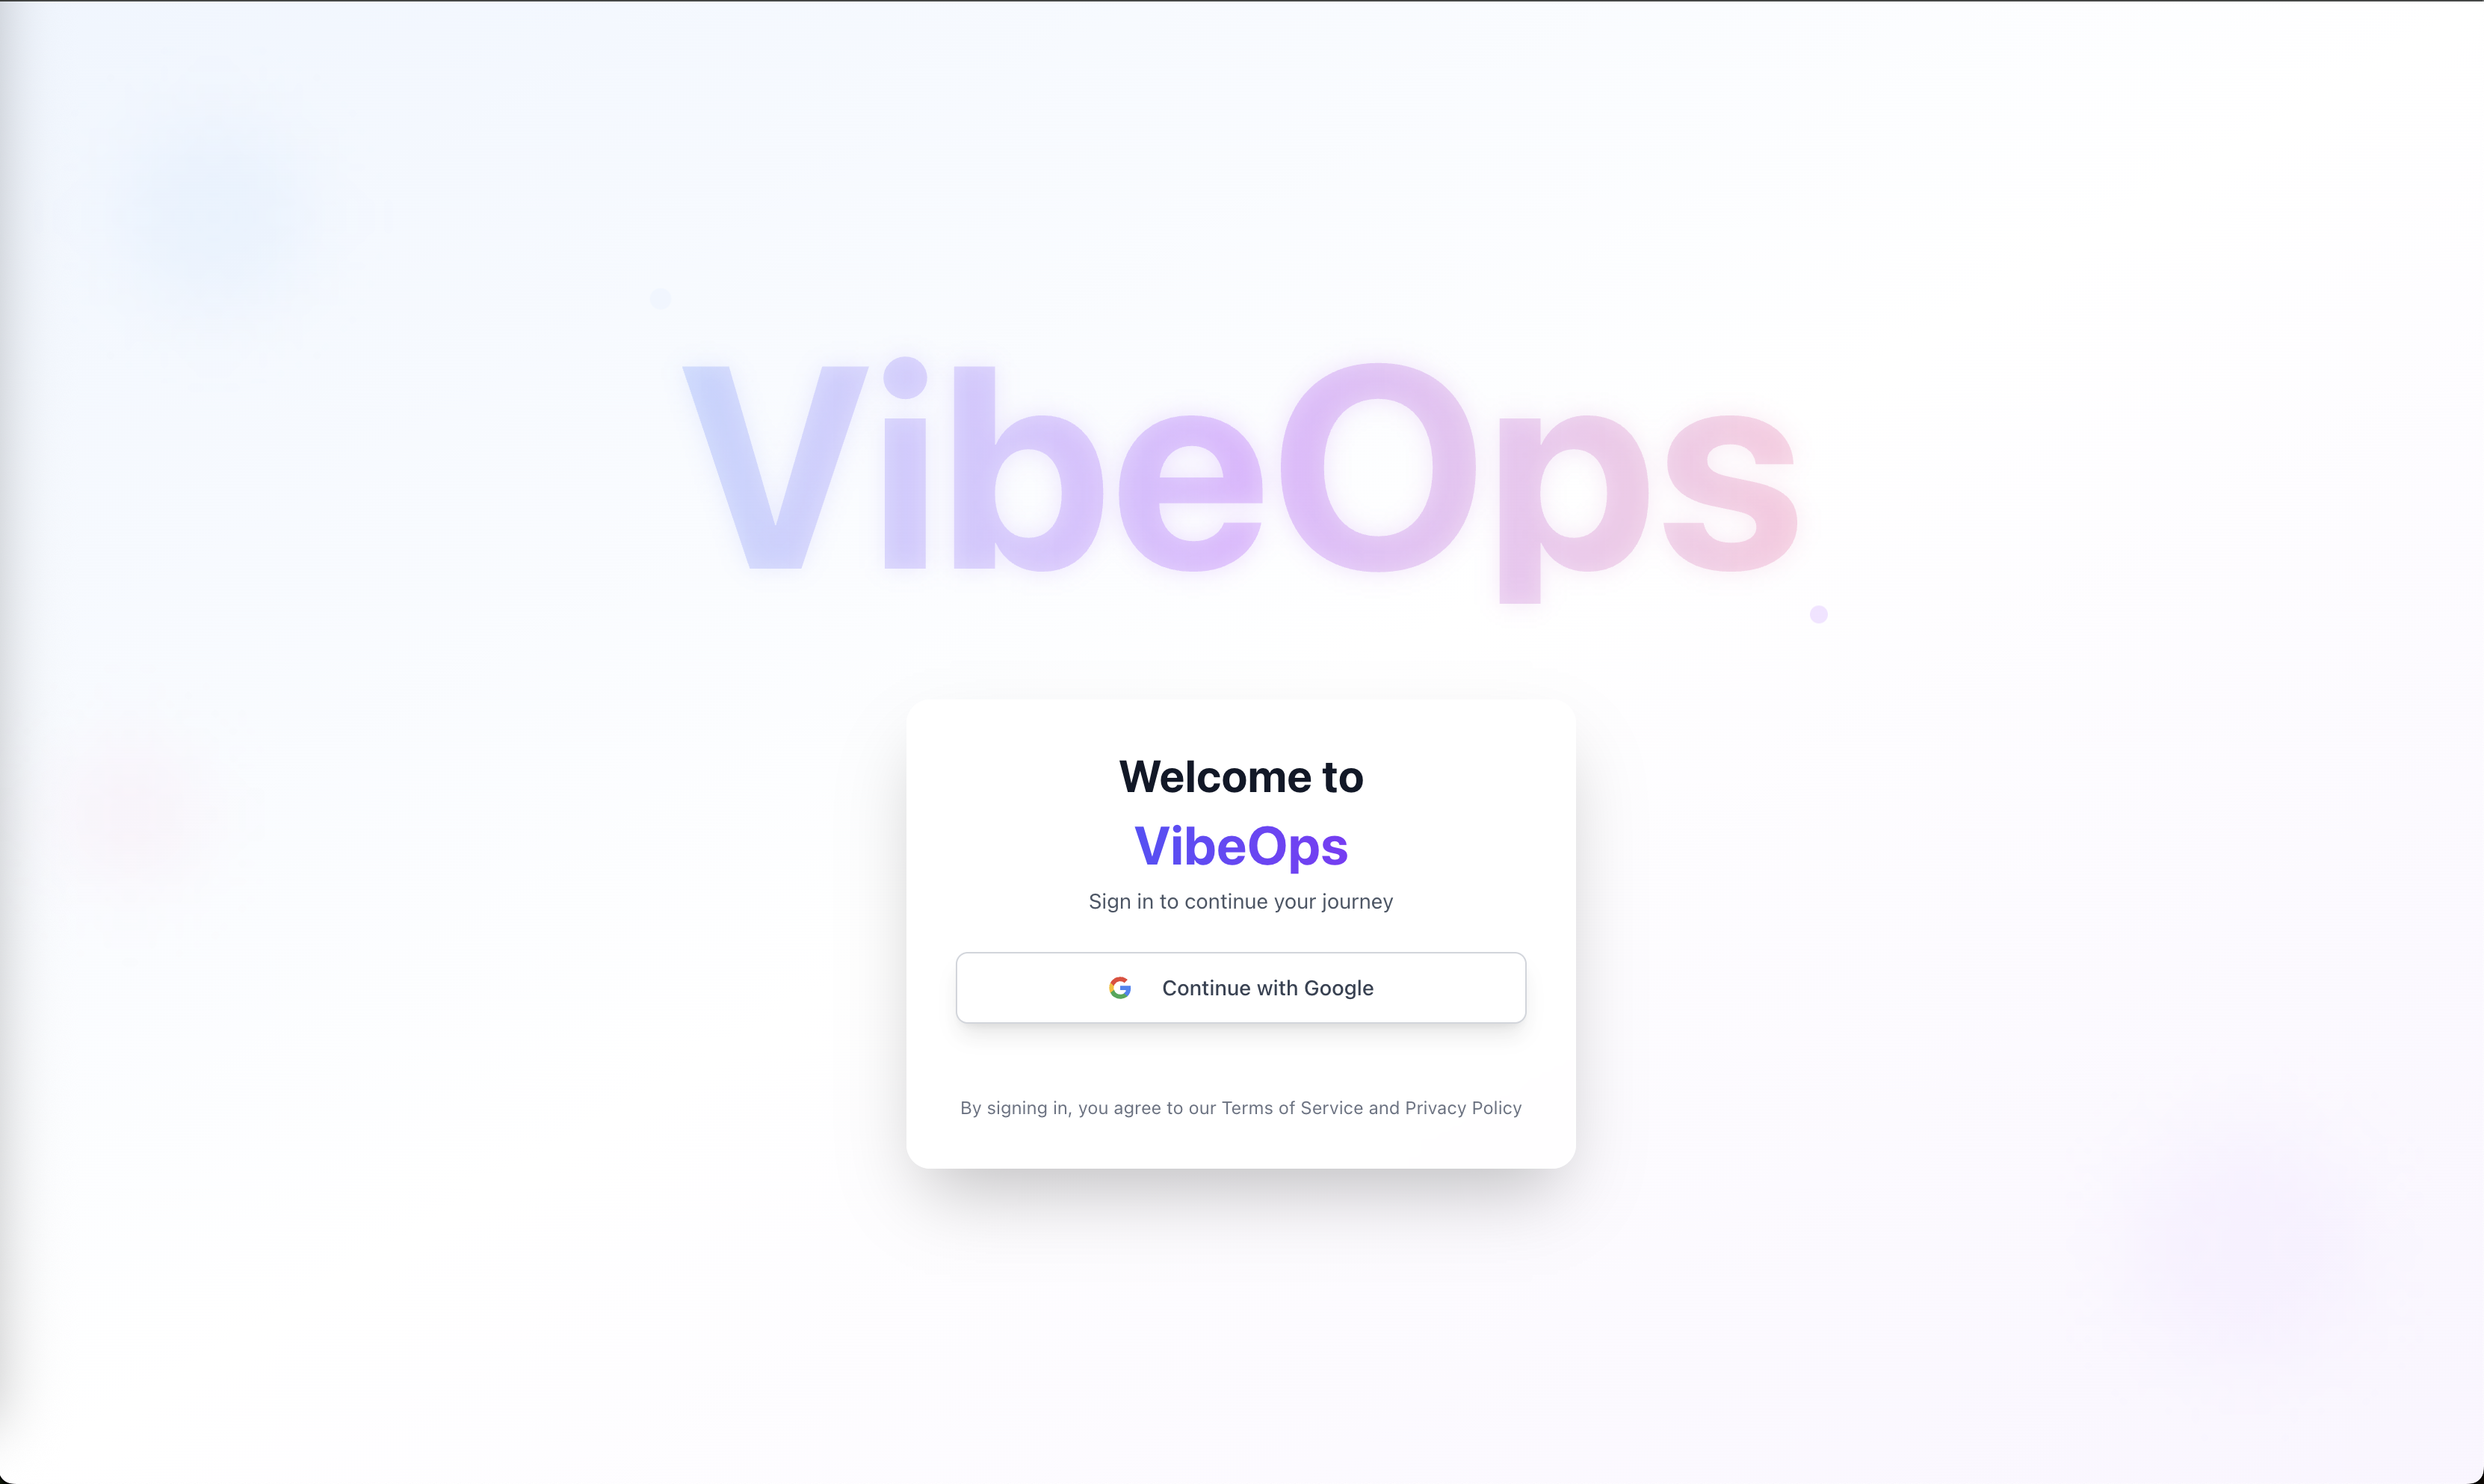 VibeOps
Welcome to
VibeOps
Sign in to continue your journey
Continue with Google
By signing in, you agree to our Terms of Service and Privacy Policy